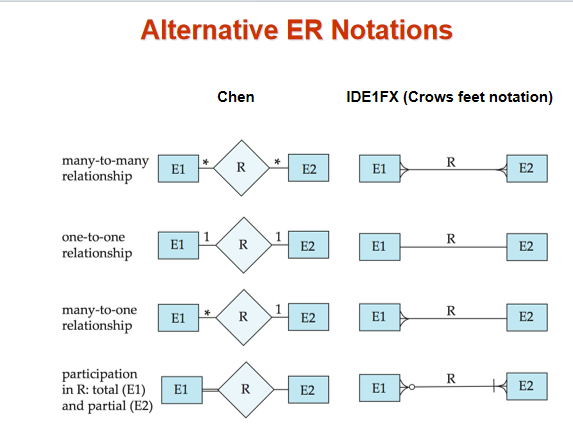 Alternative ER Notations
Chen IDE1FX (Crows feet notation)
many-to-many
relationship
E1 * R * E2 E1 R E2
one-to-one
relationship
E1 1 R 1 E2 E1 R E2
many-to-one
relationship
E1 * R 1 E2 E1 R E2
participation
in R: total (E1)
and partial (E2)
E1 R E2 E1 R E2